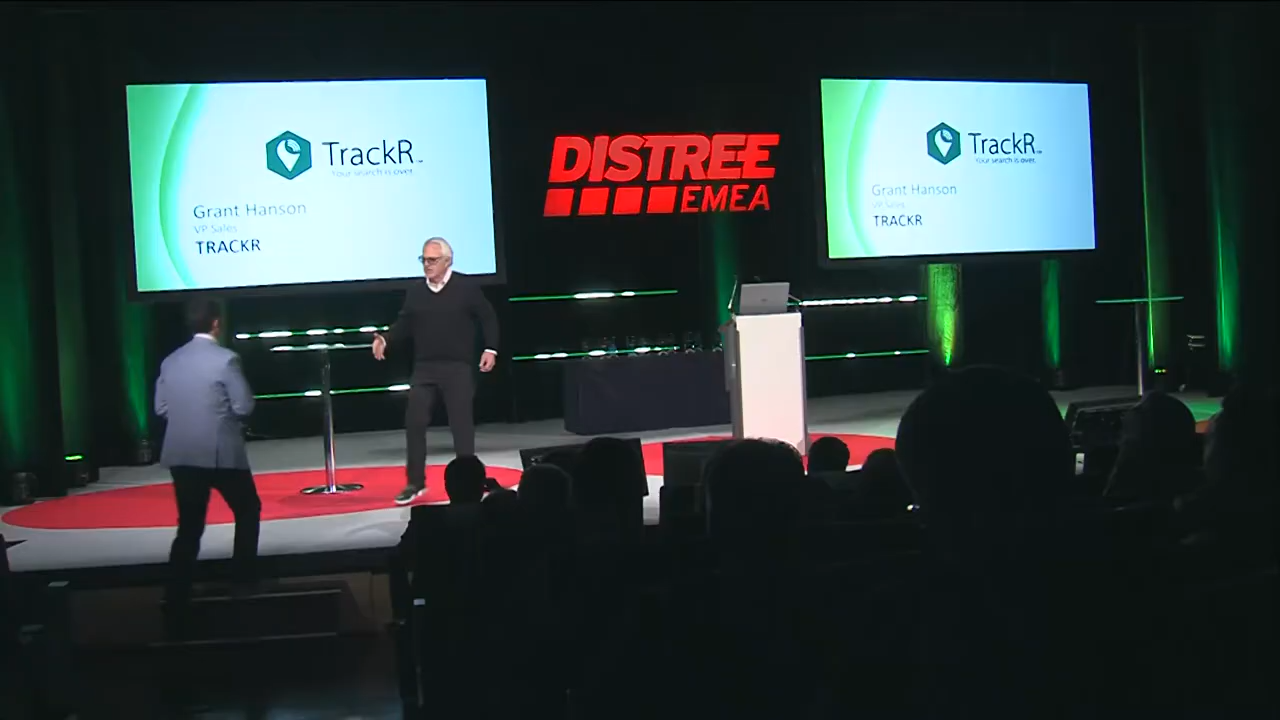 TrackR
Your search is over.
Grant Hanson
VP Sales
TRACKR
DISTREE
EMEA
TrackR
Your search is over.
Grant Hanson
VP Sales
TRACKR